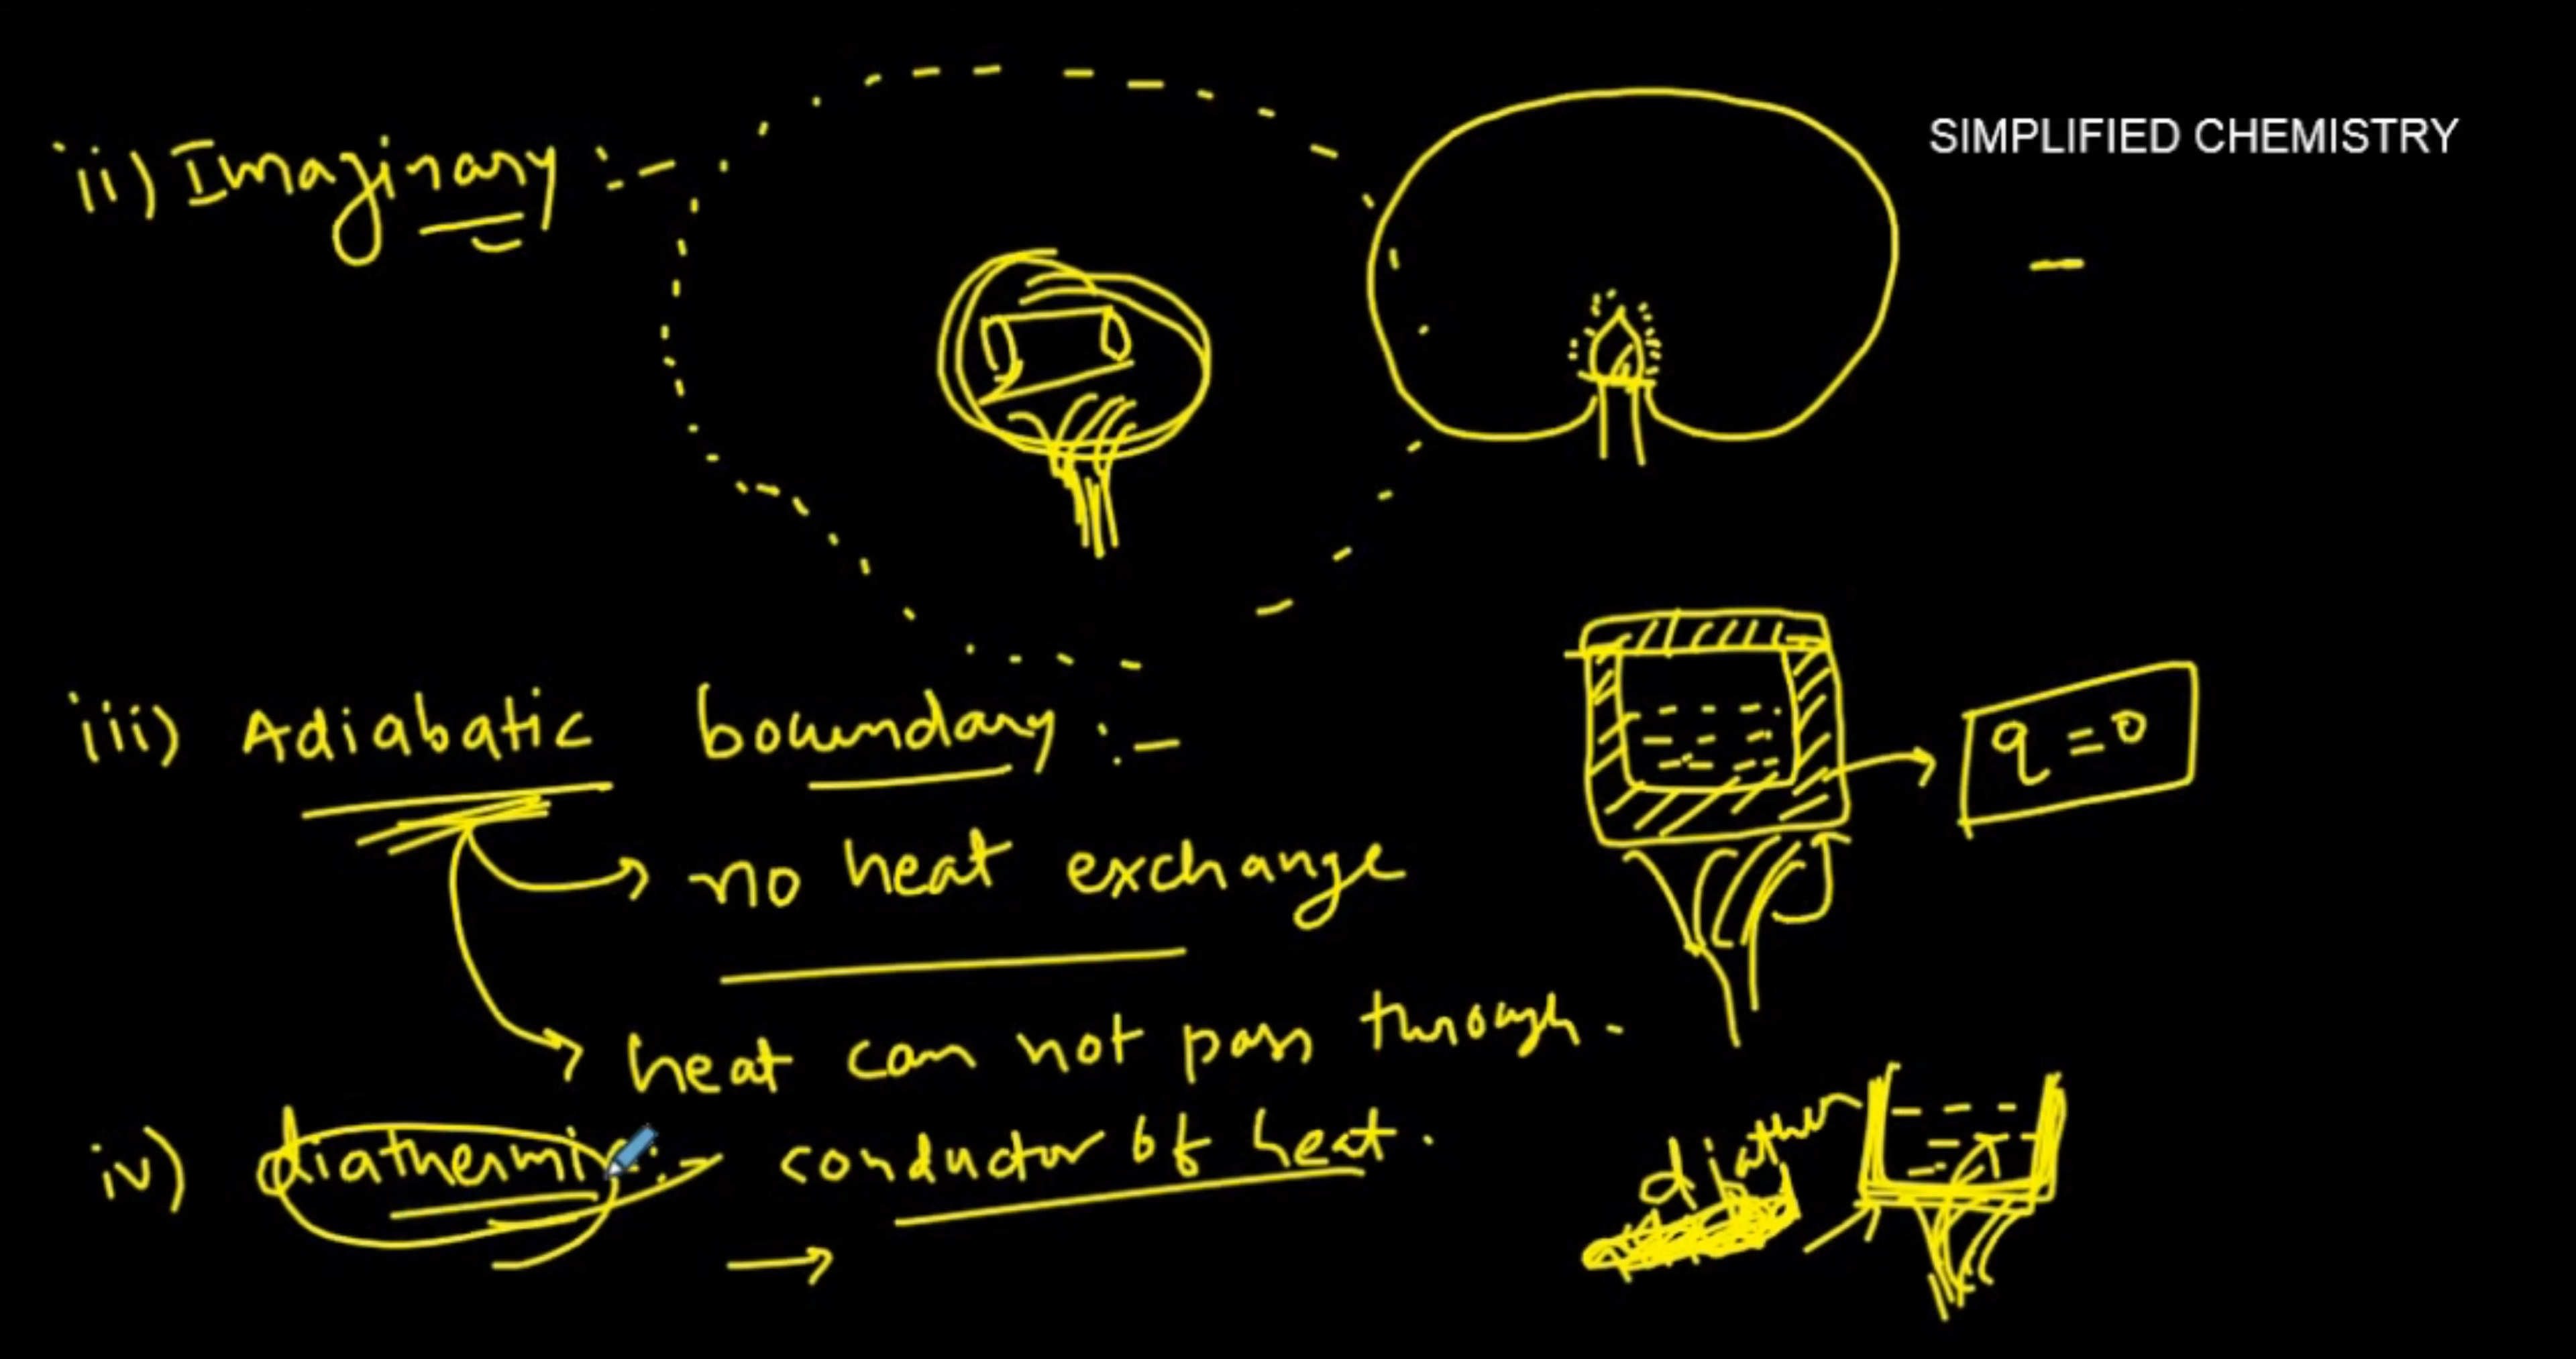 ii) Imaginary :-
SIMPLIFIED CHEMISTRY
iii) Adiabatic boundary :-
q = 0
no heat exchange
heat can not pass through.
iv) diathermic :- conductor of heat.
diather